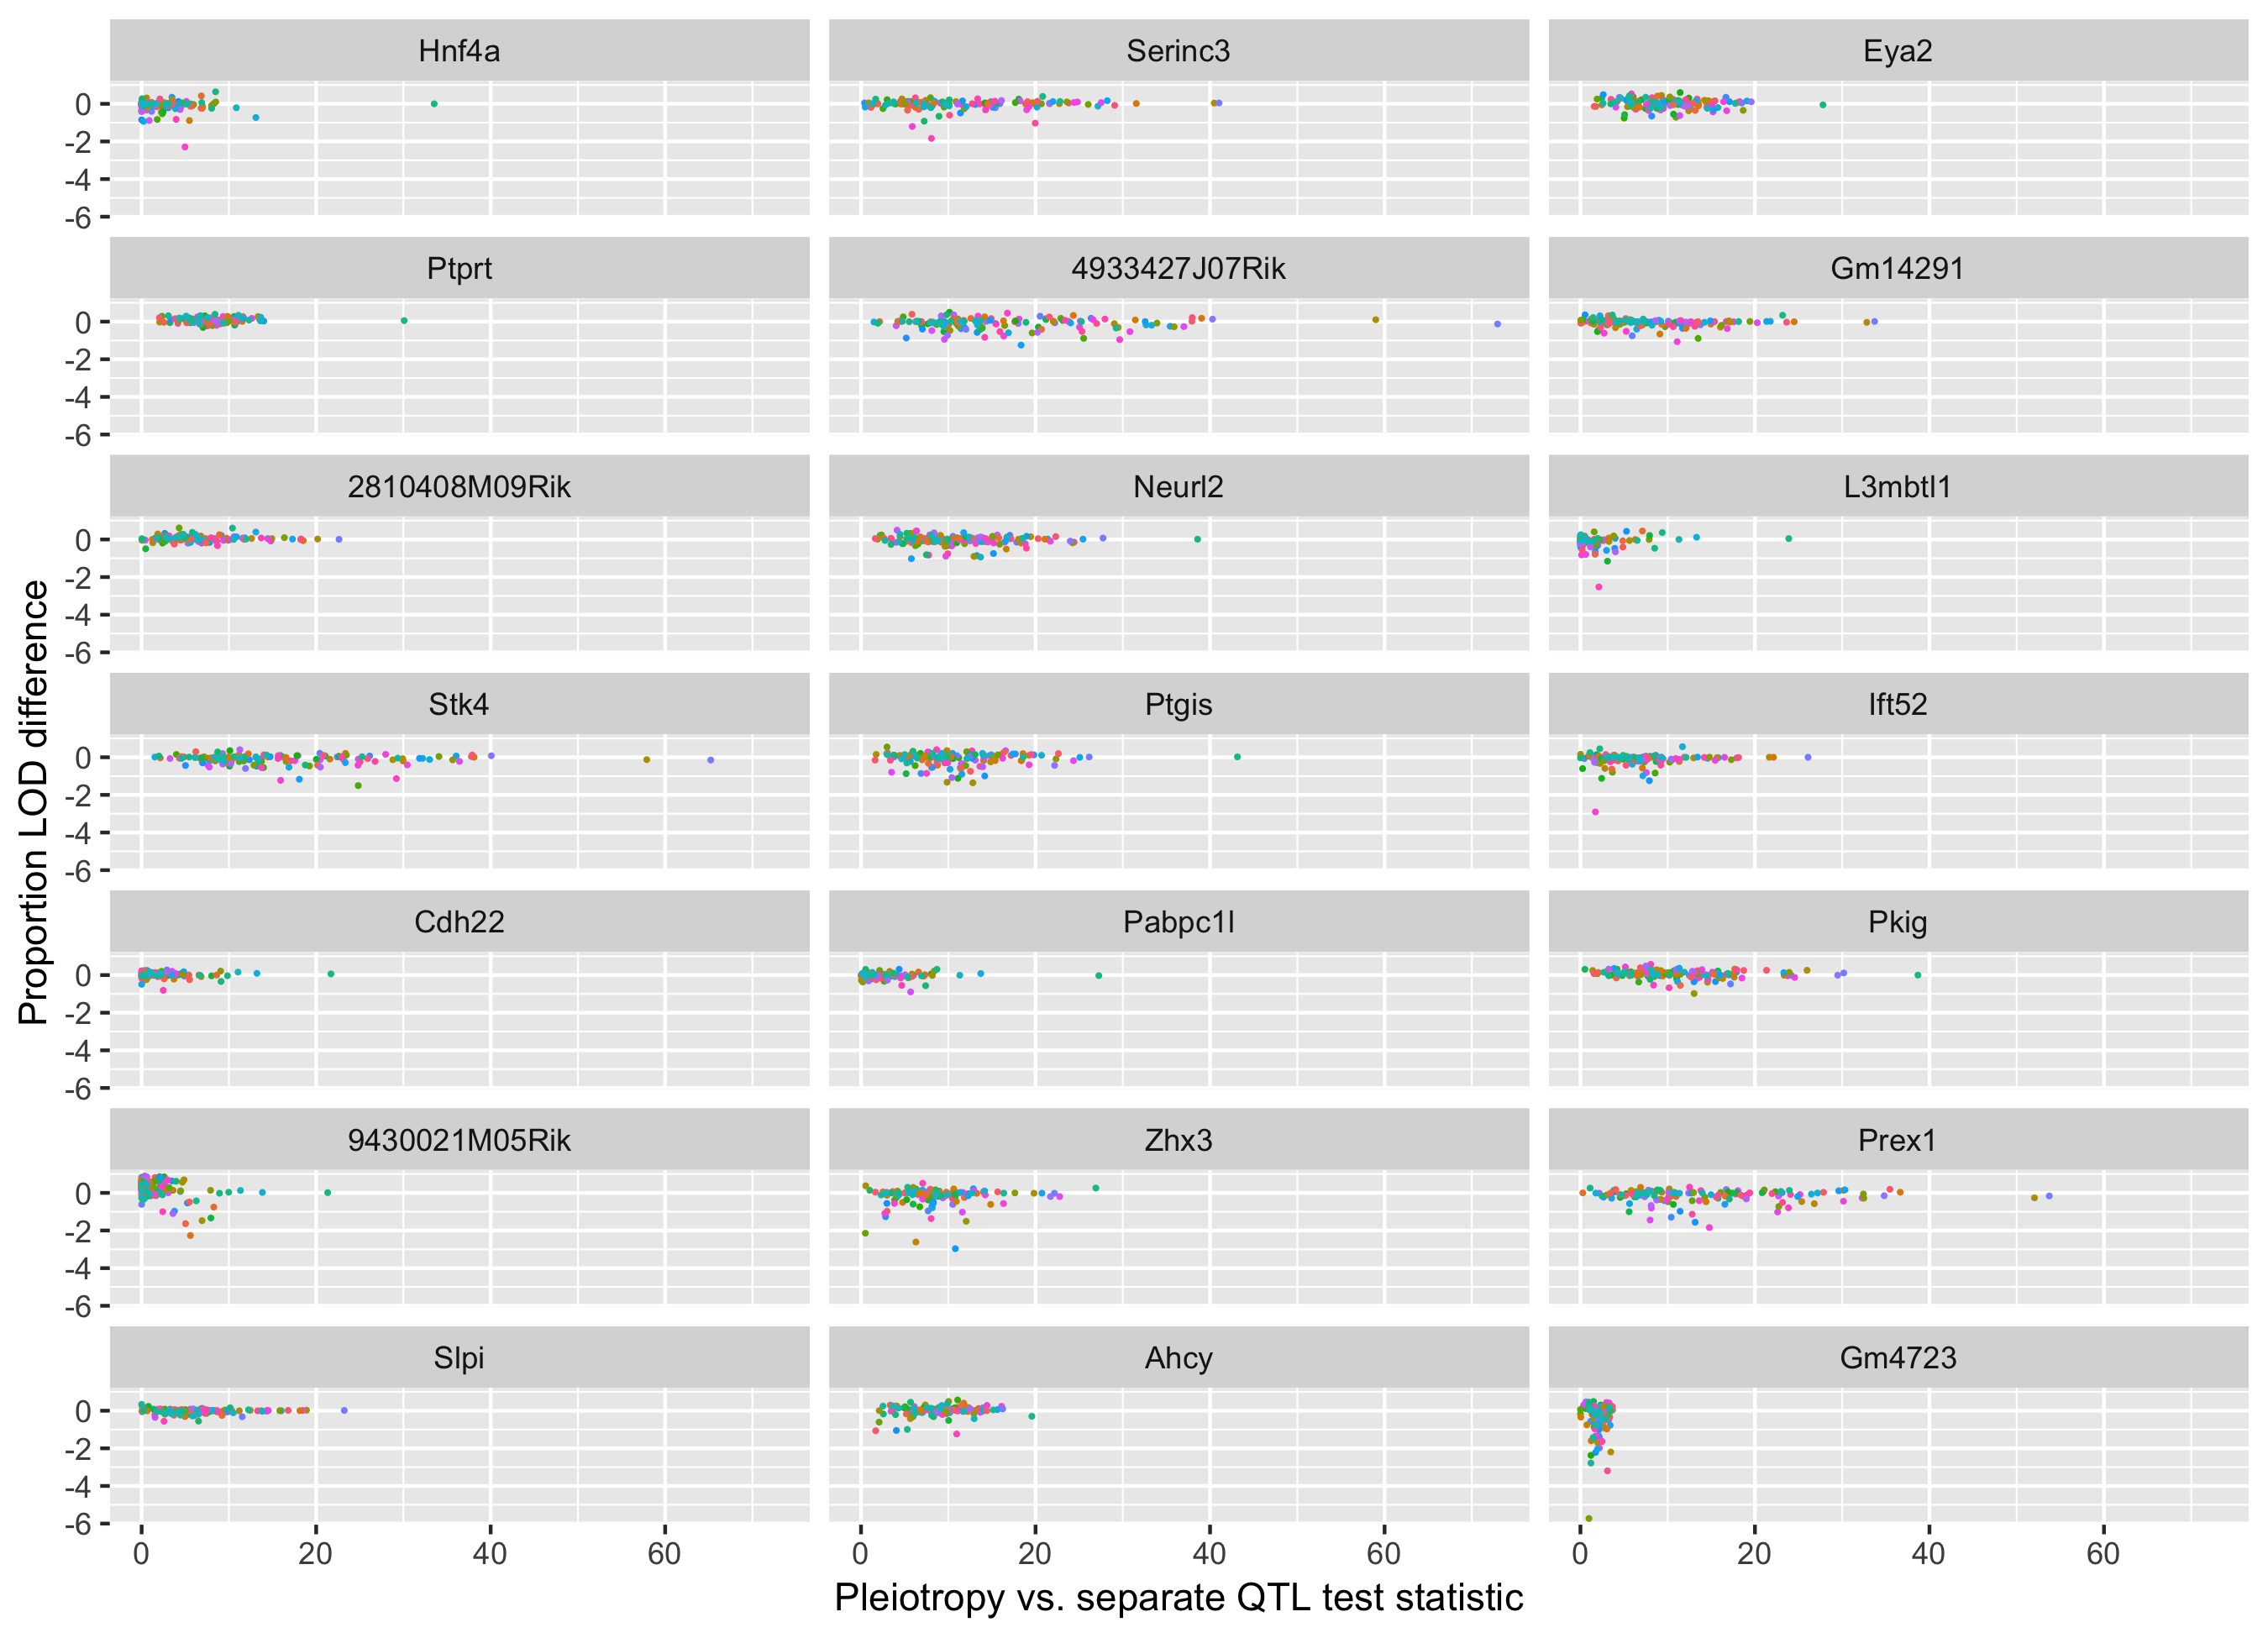 Hnf4a Serinc3 Eya2
0
-2
-4
-6
Ptprt 4933427J07Rik Gm14291
0
-2
-4
-6
2810408M09Rik Neurl2 L3mbtl1
0
-2
-4
-6
Stk4 Ptgis Ift52
0
-2
-4
-6
Cdh22 Pabpc1l Pkig
0
-2
-4
-6
9430021M05Rik Zhx3 Prex1
0
-2
-4
-6
Slpi Ahcy Gm4723
0
-2
-4
-6
0 20 40 60 0 20 40 60 0 20 40 60
Pleiotropy vs. separate QTL test statistic
Proportion LOD difference